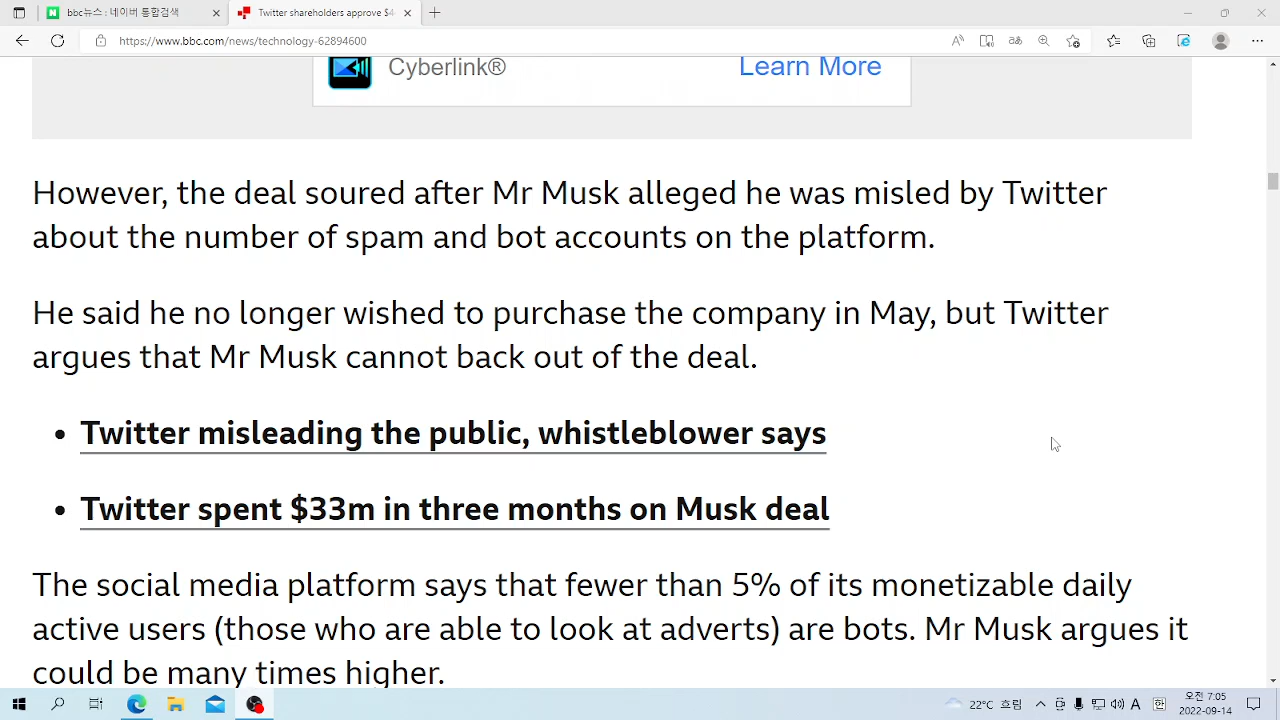 bbc뉴스 : 네이버 통합검색
Twitter shareholders approve $4
https://www.bbc.com/news/technology-62894600
Cyberlink®
Learn More
However, the deal soured after Mr Musk alleged he was misled by Twitter
about the number of spam and bot accounts on the platform.
He said he no longer wished to purchase the company in May, but Twitter
argues that Mr Musk cannot back out of the deal.
• Twitter misleading the public, whistleblower says
• Twitter spent $33m in three months on Musk deal
The social media platform says that fewer than 5% of its monetizable daily
active users (those who are able to look at adverts) are bots. Mr Musk argues it
could be many times higher.
22°C 흐림
A
오전 7:05
2022-09-14